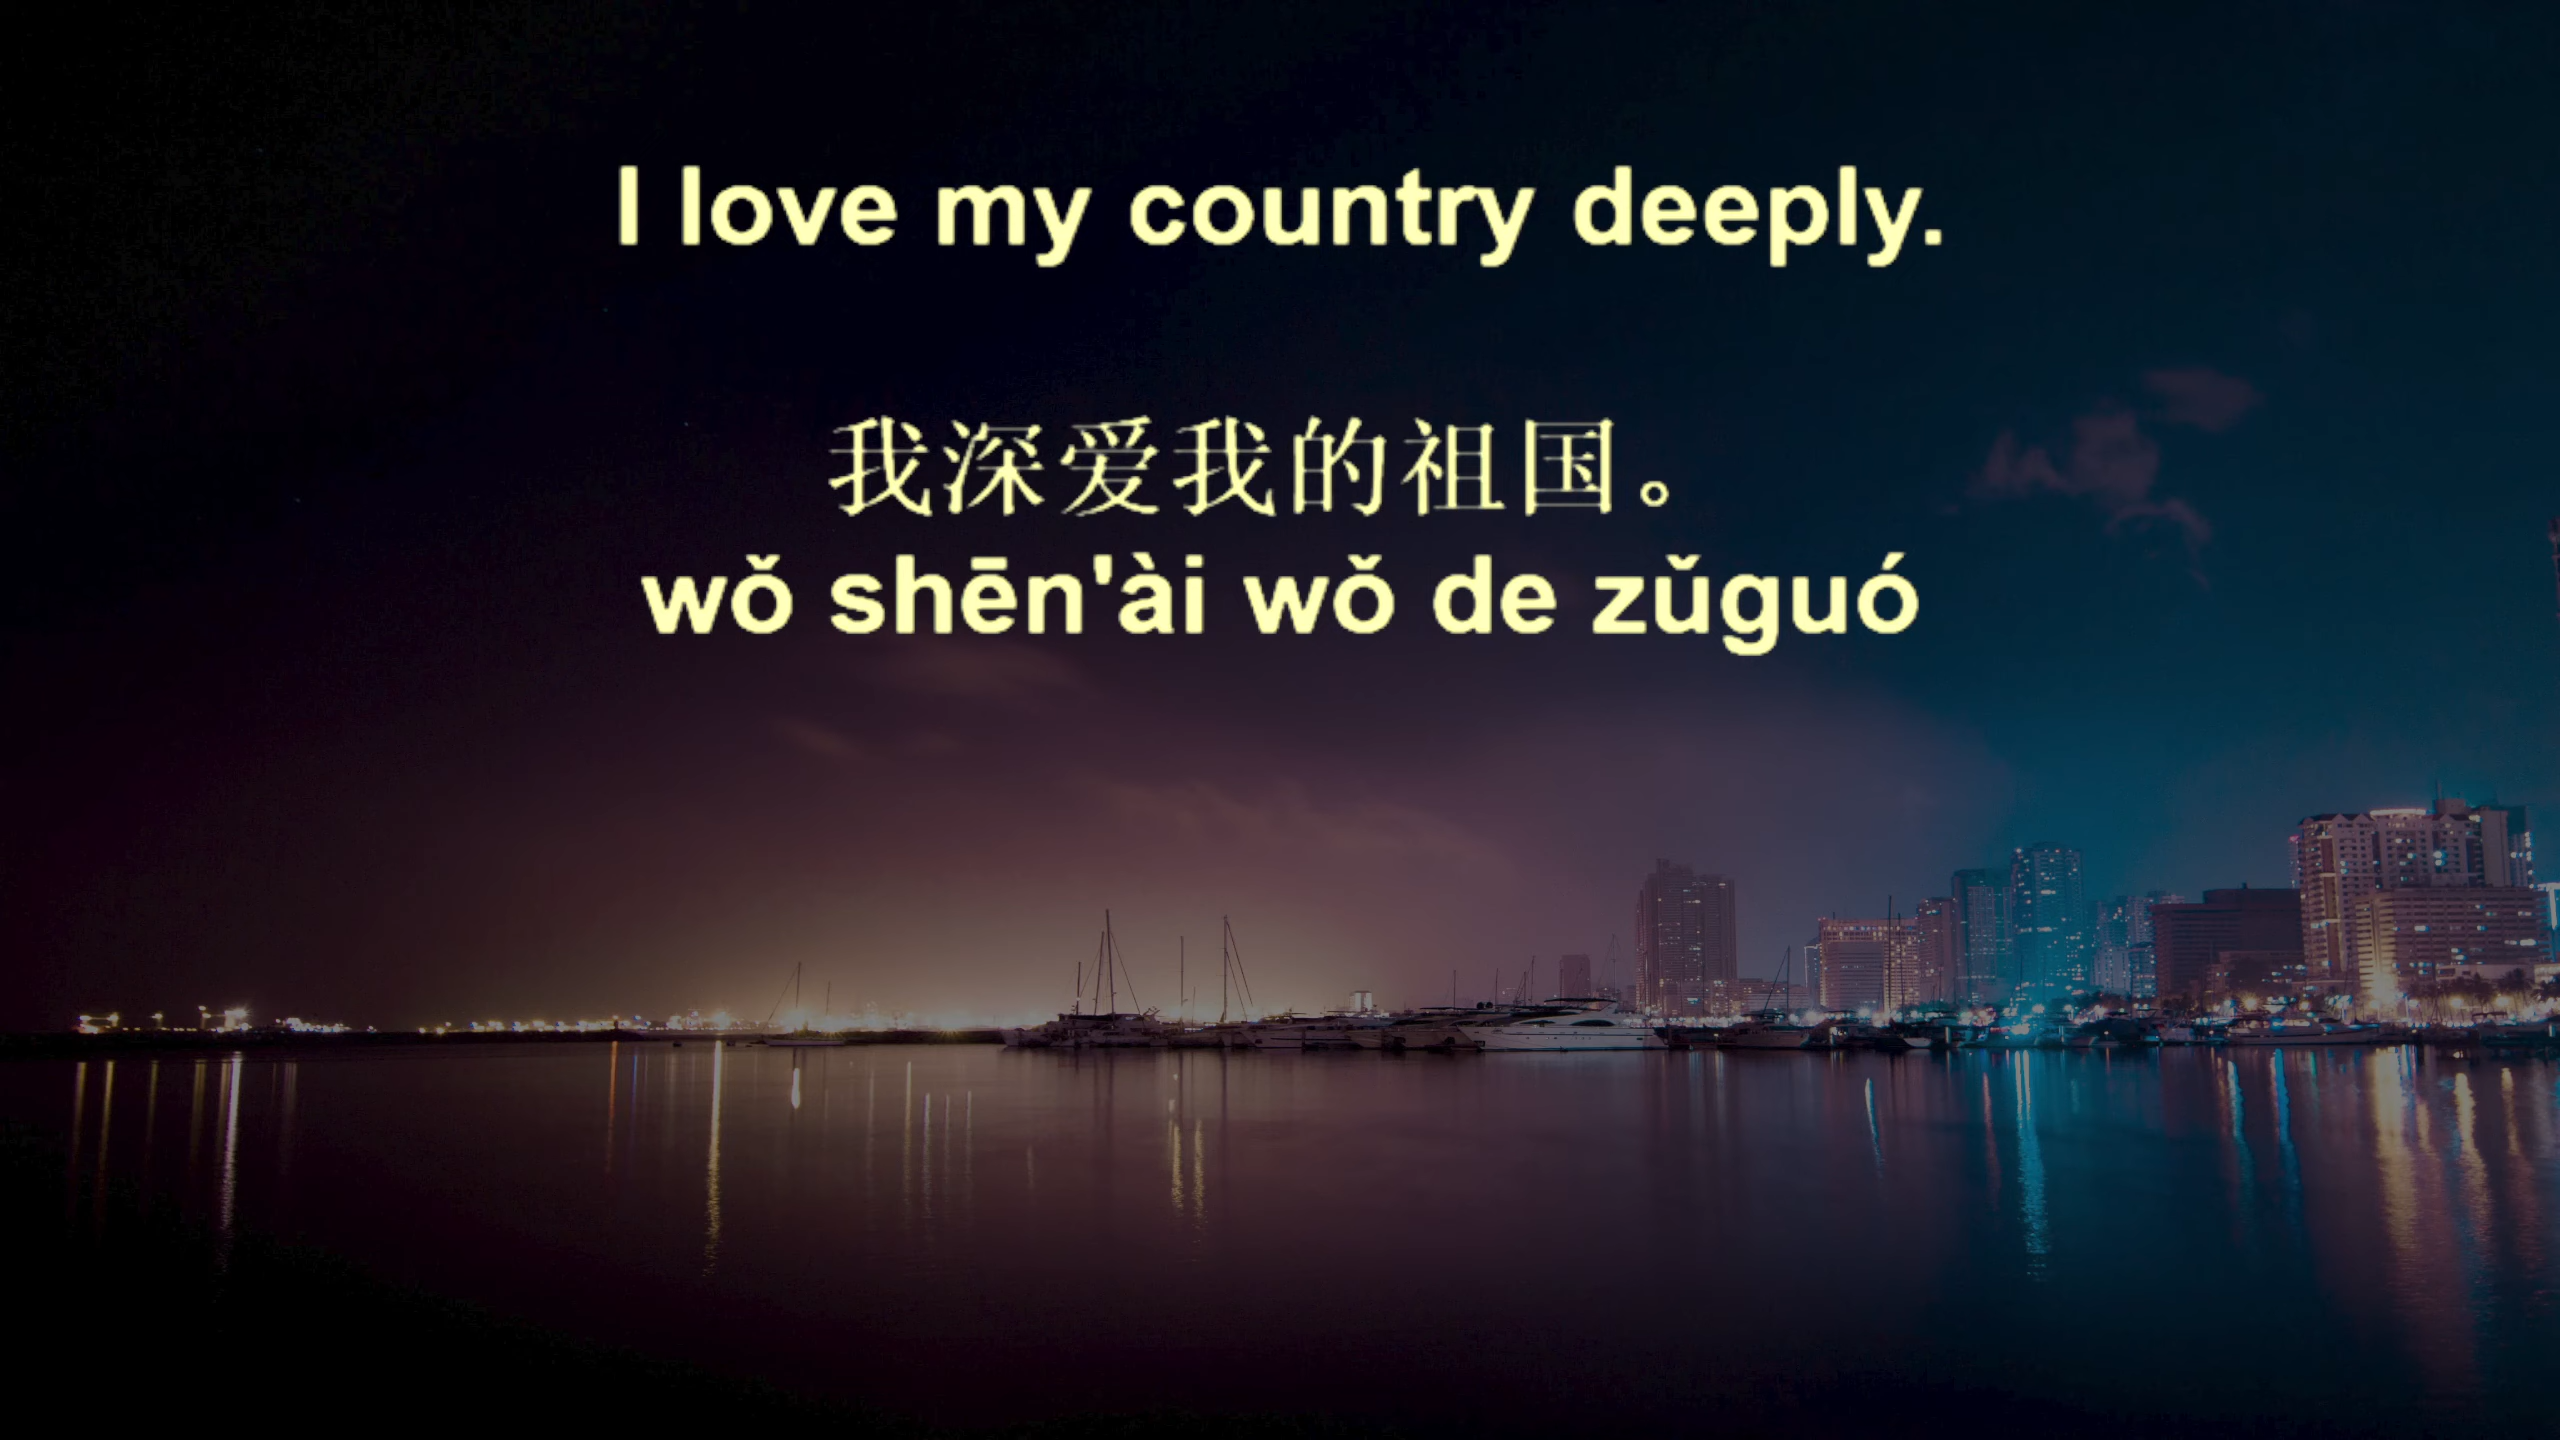 I love my country deeply.
我深爱我的祖国。
wǒ shēn'ài wǒ de zǔguó